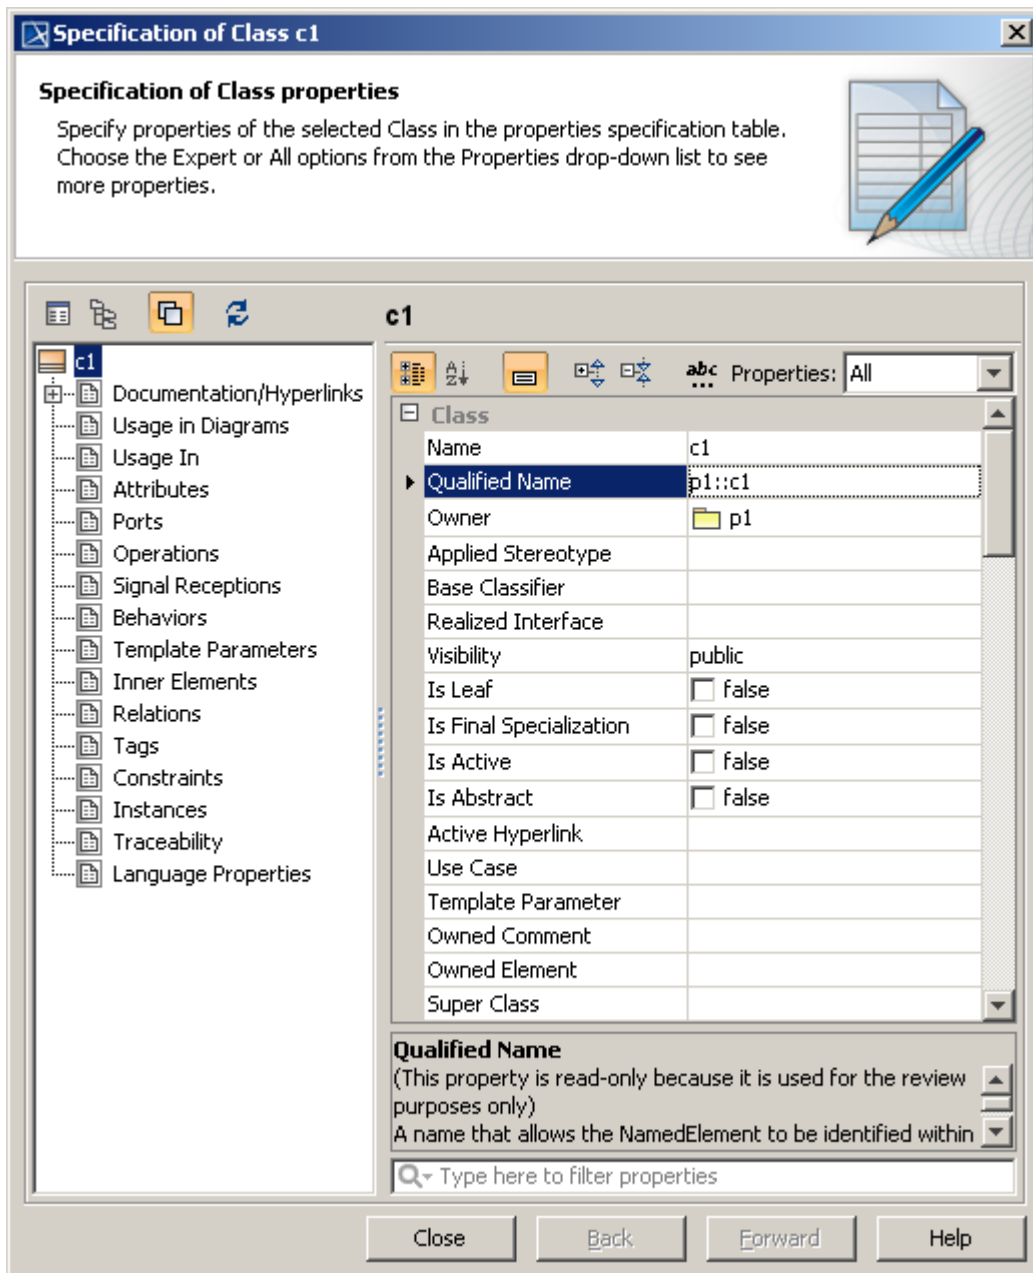 Specification of Class c1
Specification of Class properties
Specify properties of the selected Class in the properties specification table.
Choose the Expert or All options from the Properties drop-down list to see
more properties.
c1
c1
Documentation/Hyperlinks
Usage in Diagrams
Usage In
Attributes
Ports
Operations
Signal Receptions
Behaviors
Template Parameters
Inner Elements
Relations
Tags
Constraints
Instances
Traceability
Language Properties
abc Properties: All
Class
Name c1
Qualified Name p1::c1
Owner p1
Applied Stereotype
Base Classifier
Realized Interface
Visibility public
Is Leaf false
Is Final Specialization false
Is Active false
Is Abstract false
Active Hyperlink
Use Case
Template Parameter
Owned Comment
Owned Element
Super Class
Qualified Name
(This property is read-only because it is used for the review
purposes only)
A name that allows the NamedElement to be identified within
Type here to filter properties
Close Back Forward Help